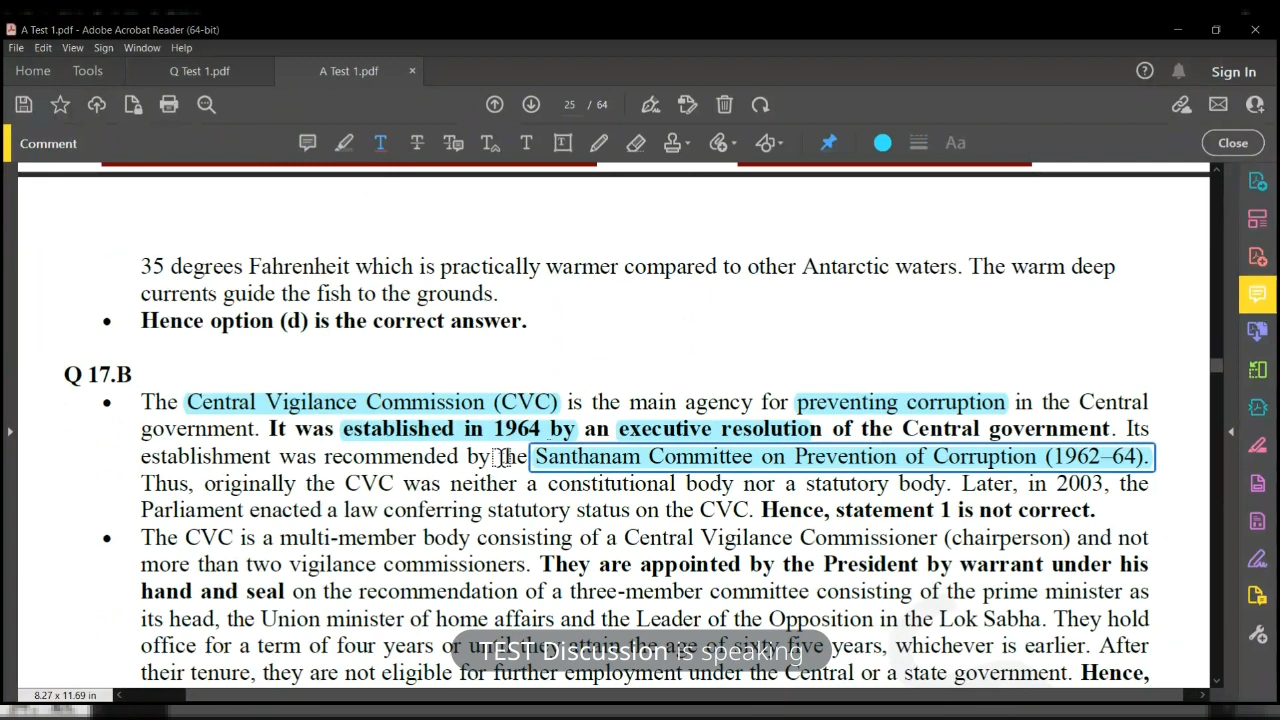 A Test 1.pdf - Adobe Acrobat Reader (64-bit)
File Edit View Sign Window Help
Home Tools Q Test 1.pdf A Test 1.pdf × Sign In
25 / 64
Comment Close
35 degrees Fahrenheit which is practically warmer compared to other Antarctic waters. The warm deep
currents guide the fish to the grounds.
• Hence option (d) is the correct answer.
Q 17.B
• The Central Vigilance Commission (CVC) is the main agency for preventing corruption in the Central
government. It was established in 1964 by an executive resolution of the Central government. Its
establishment was recommended by the Santhanam Committee on Prevention of Corruption (1962–64).
Thus, originally the CVC was neither a constitutional body nor a statutory body. Later, in 2003, the
Parliament enacted a law conferring statutory status on the CVC. Hence, statement 1 is not correct.
• The CVC is a multi-member body consisting of a Central Vigilance Commissioner (chairperson) and not
more than two vigilance commissioners. They are appointed by the President by warrant under his
hand and seal on the recommendation of a three-member committee consisting of the prime minister as
its head, the Union minister of home affairs and the Leader of the Opposition in the Lok Sabha. They hold
office for a term of four years or until they attain the age of sixty five years, whichever is earlier. After
TEST Discussion is speaking
their tenure, they are not eligible for further employment under the Central or a state government. Hence,
8.27 x 11.69 in